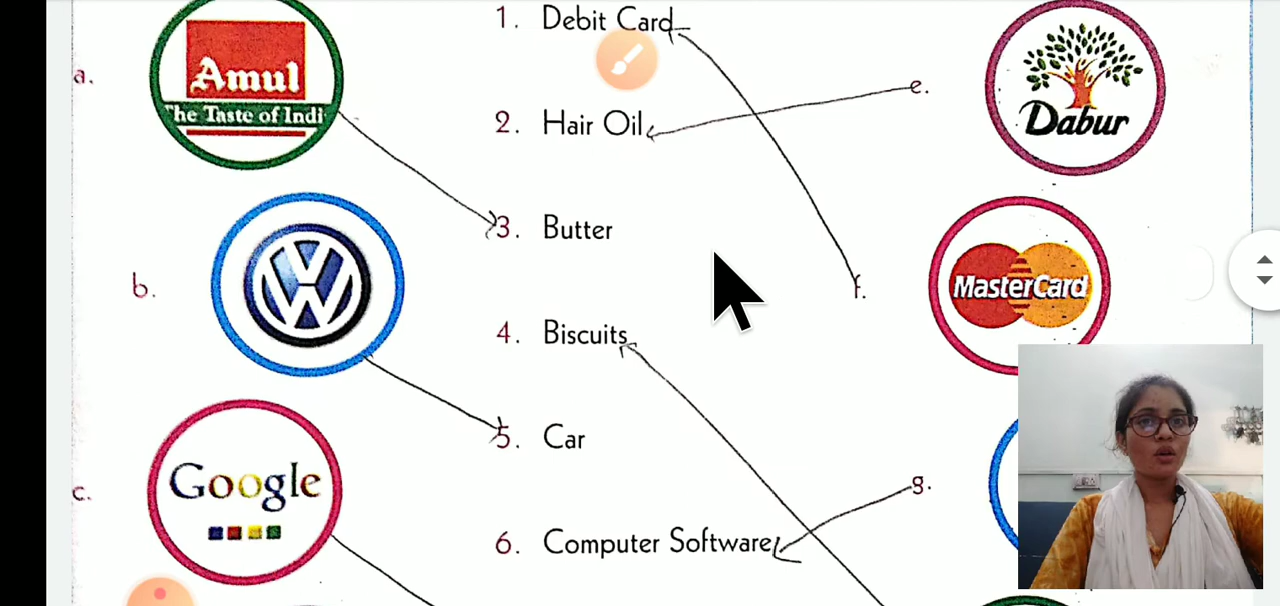 a.
Amul
The Taste of Indi
b.
c.
Google
1. Debit Card
2. Hair Oil
3. Butter
4. Biscuits
5. Car
6. Computer Software
e.
Dabur
f.
MasterCard
g.